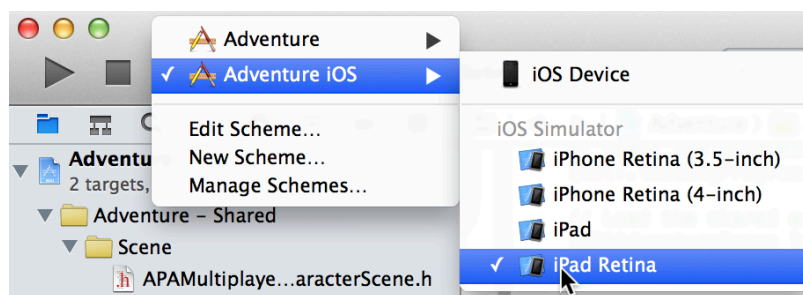 Adventure
Adventure iOS
Edit Scheme...
New Scheme...
Manage Schemes...
iOS Device
iOS Simulator
iPhone Retina (3.5-inch)
iPhone Retina (4-inch)
iPad
iPad Retina
Adventu
2 targets,
Adventure – Shared
Scene
h APAMultiplaye...aracterScene.h